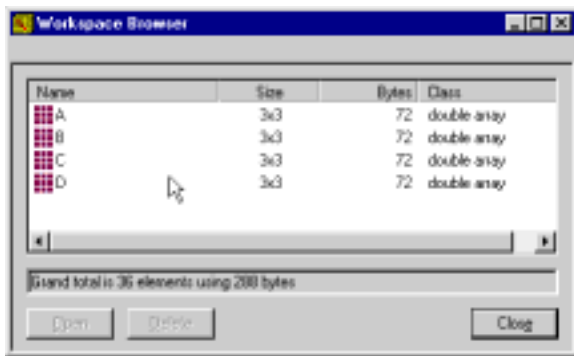 Workspace Browser
Name Size Bytes Class
A 3x3 72 double array
B 3x3 72 double array
C 3x3 72 double array
D 3x3 72 double array
Grand total is 36 elements using 288 bytes
Open Delete Close